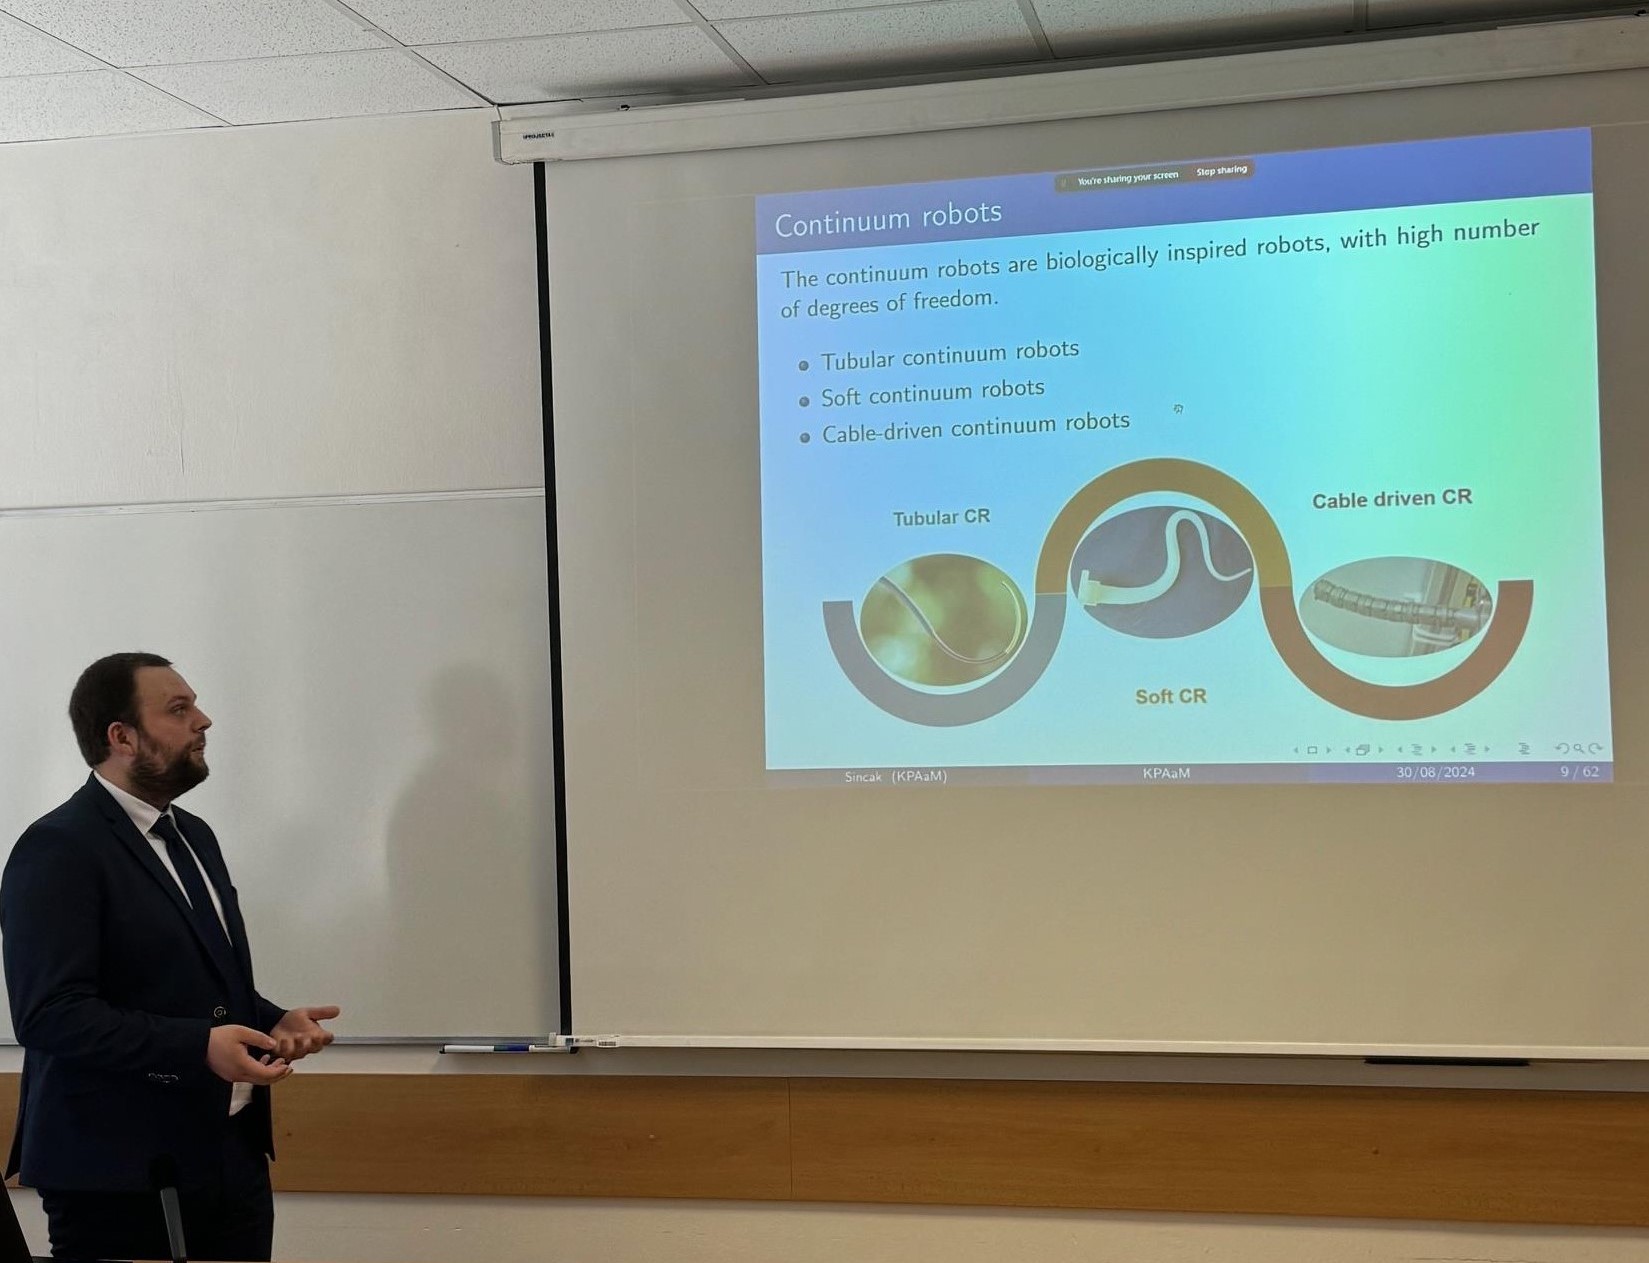 You're sharing your screen Stop sharing
Continuum robots
The continuum robots are biologically inspired robots, with high number
of degrees of freedom.
Tubular continuum robots
Soft continuum robots
Cable-driven continuum robots
Tubular CR
Cable driven CR
Soft CR
Sincak (KPAaM) KPAaM 30/08/2024 9 / 62